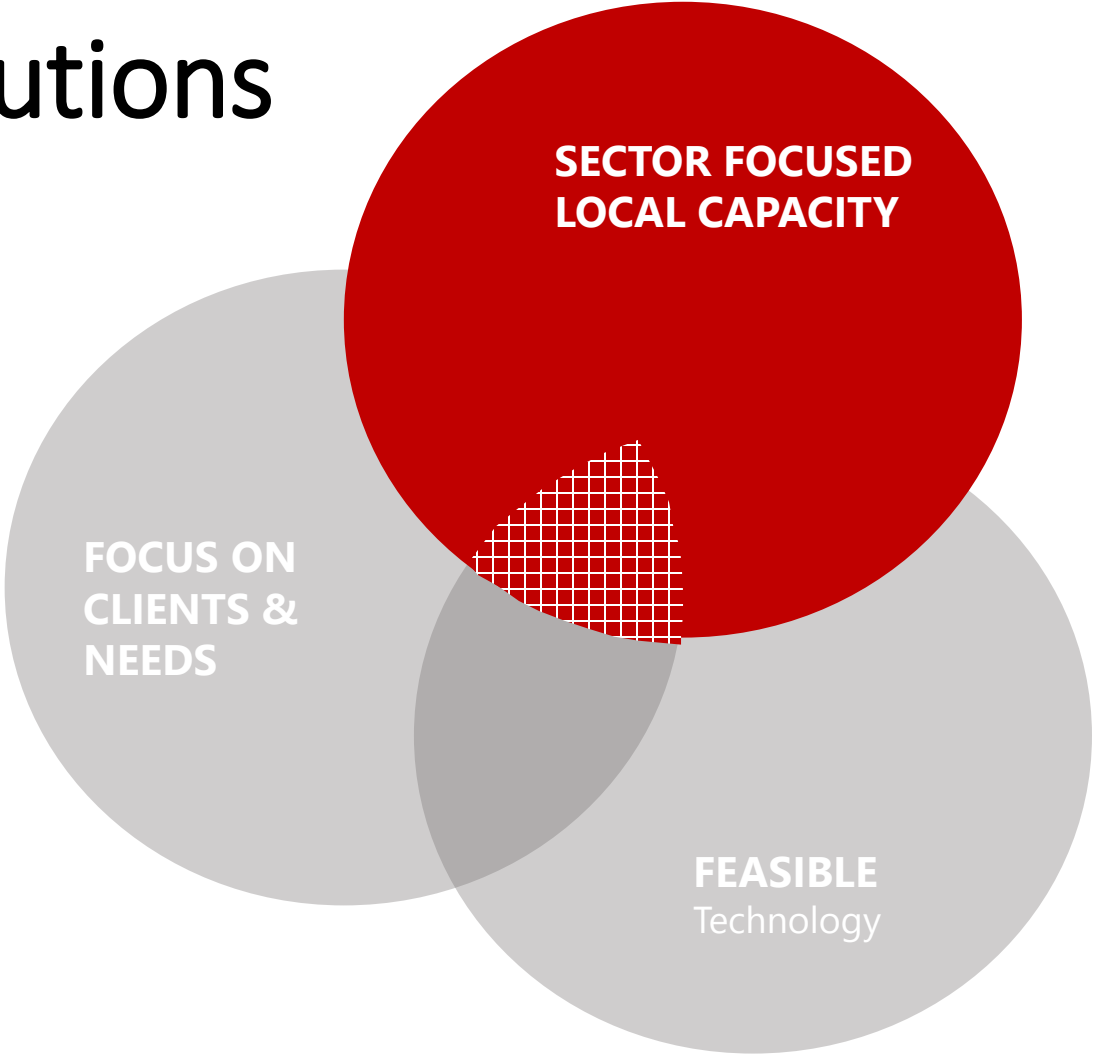 utions
SECTOR FOCUSED
LOCAL CAPACITY
FOCUS ON
CLIENTS &
NEEDS
FEASIBLE
Technology